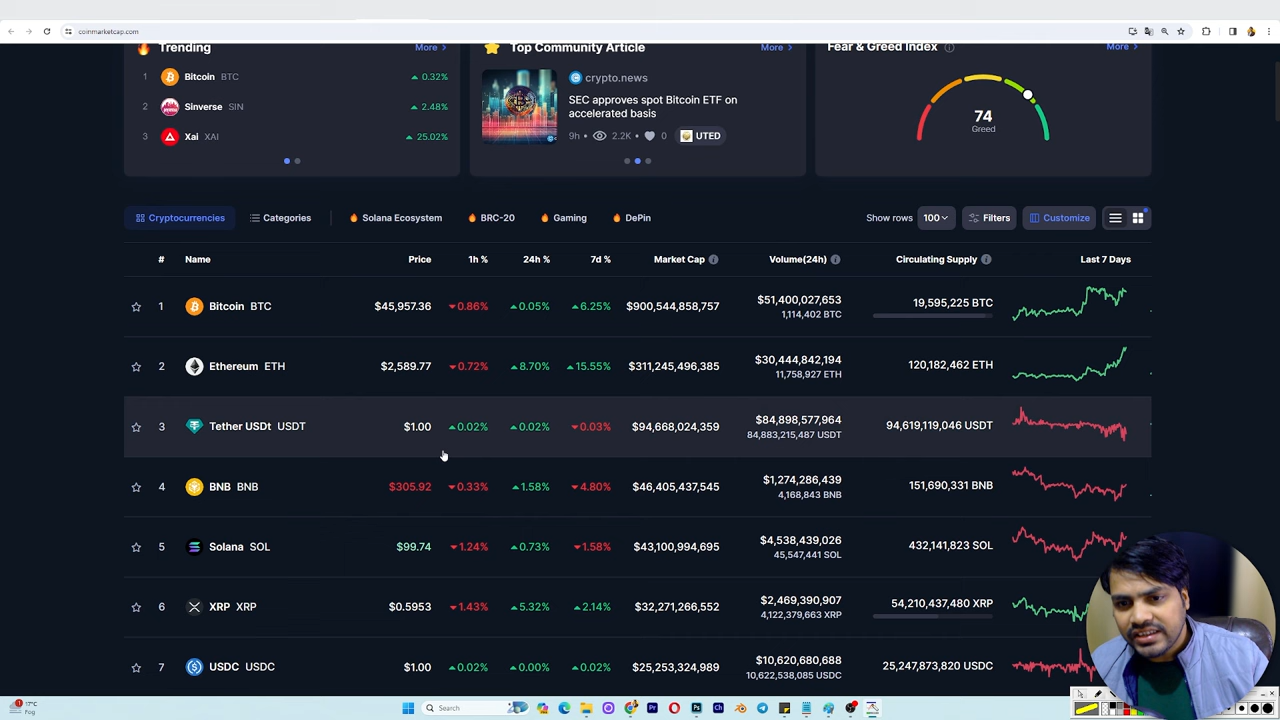 coinmarketcap.com
Trending
More >
1 Bitcoin BTC 0.32%
2 Sinverse SIN 2.48%
3 Xai XAI 25.02%
Top Community Article
More >
crypto.news
SEC approves spot Bitcoin ETF on
accelerated basis
9h • 2.2K • 0 UTED
Fear & Greed Index
More >
74
Greed
Cryptocurrencies Categories Solana Ecosystem BRC-20 Gaming DePin Show rows 100 Filters Customize
# Name Price 1h % 24h % 7d % Market Cap Volume(24h) Circulating Supply Last 7 Days
1 Bitcoin BTC $45,957.36 0.86% 0.05% 6.25% $900,544,858,757 $51,400,027,653 19,595,225 BTC
1,114,402 BTC
2 Ethereum ETH $2,589.77 0.72% 8.70% 15.55% $311,245,496,385 $30,444,842,194 120,182,462 ETH
11,758,927 ETH
3 Tether USDt USDT $1.00 0.02% 0.02% 0.03% $94,668,024,359 $84,898,577,964 94,619,119,046 USDT
84,883,215,487 USDT
4 BNB BNB $305.92 0.33% 1.58% 4.80% $46,405,437,545 $1,274,286,439 151,690,331 BNB
4,168,843 BNB
5 Solana SOL $99.74 1.24% 0.73% 1.58% $43,100,994,695 $4,538,439,026 432,141,823 SOL
45,547,441 SOL
6 XRP XRP $0.5953 1.43% 5.32% 2.14% $32,271,266,552 $2,469,390,907 54,210,437,480 XRP
4,122,379,663 XRP
7 USDC USDC $1.00 0.02% 0.00% 0.02% $25,253,324,989 $10,620,680,688 25,247,873,820 USDC
10,622,538,085 USDC
17°C
Fog
Search